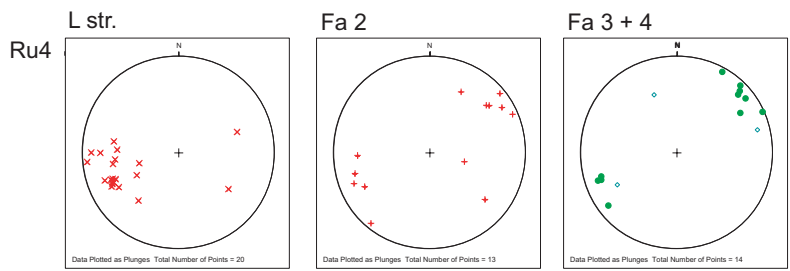 L str. Fa 2 Fa 3 + 4
Ru4
N N N
Data Plotted as Plunges Total Number of Points = 20 Data Plotted as Plunges Total Number of Points = 13 Data Plotted as Plunges Total Number of Points = 14